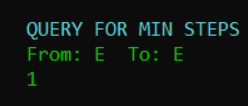 QUERY FOR MIN STEPS
From: E  To: E
1